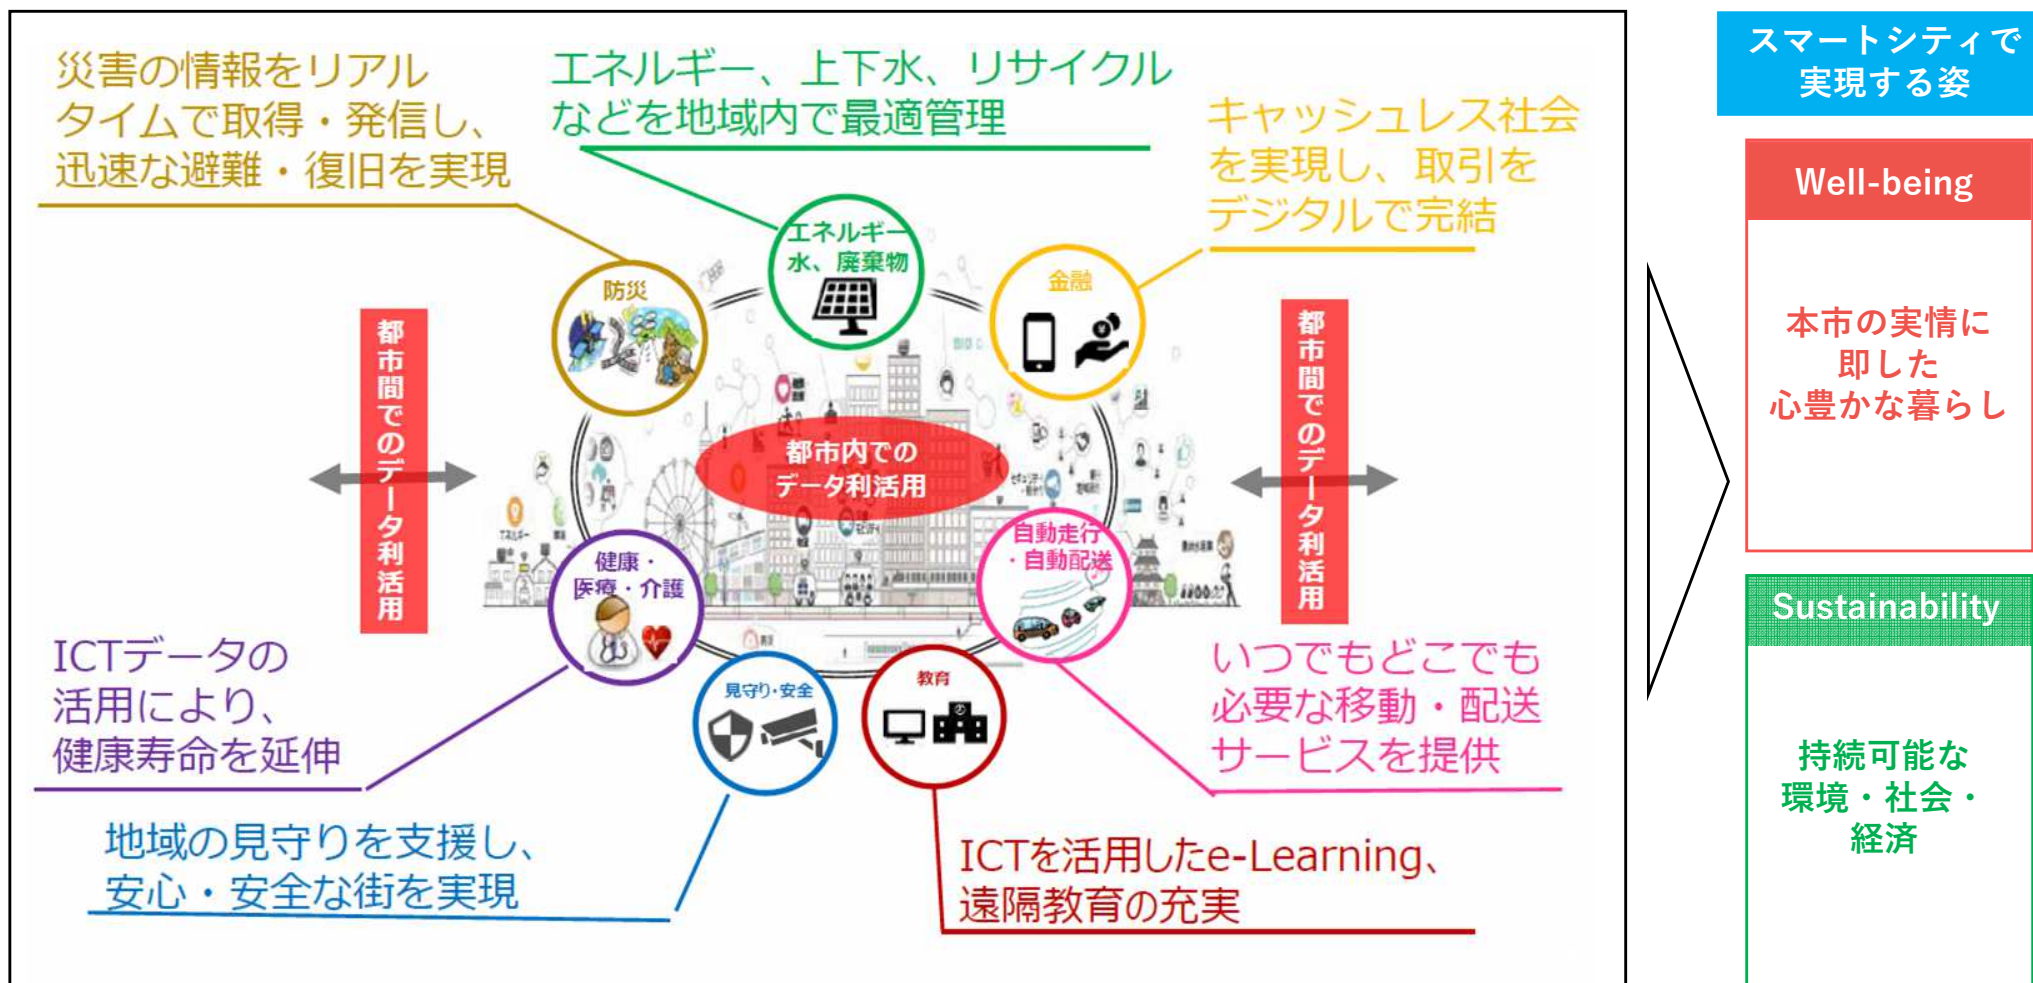 災害の情報をリアル
タイムで取得・発信し、
迅速な避難・復旧を実現
エネルギー、上下水、リサイクル
などを地域内で最適管理
キャッシュレス社会
を実現し、取引を
デジタルで完結
防災
エネルギー
水、廃棄物
金融
都市間でのデータ利活用
都市内での
データ利活用
都市間でのデータ利活用
健康・
医療・介護
自動走行
・自動配送
見守り・安全
教育
ICTデータの
活用により、
健康寿命を延伸
いつでもどこでも
必要な移動・配送
サービスを提供
地域の見守りを支援し、
安心・安全な街を実現
ICTを活用したe-Learning、
遠隔教育の充実
エネルギー
スマートシティで
実現する姿
Well-being
本市の実情に
即した
心豊かな暮らし
Sustainability
持続可能な
環境・社会・
経済